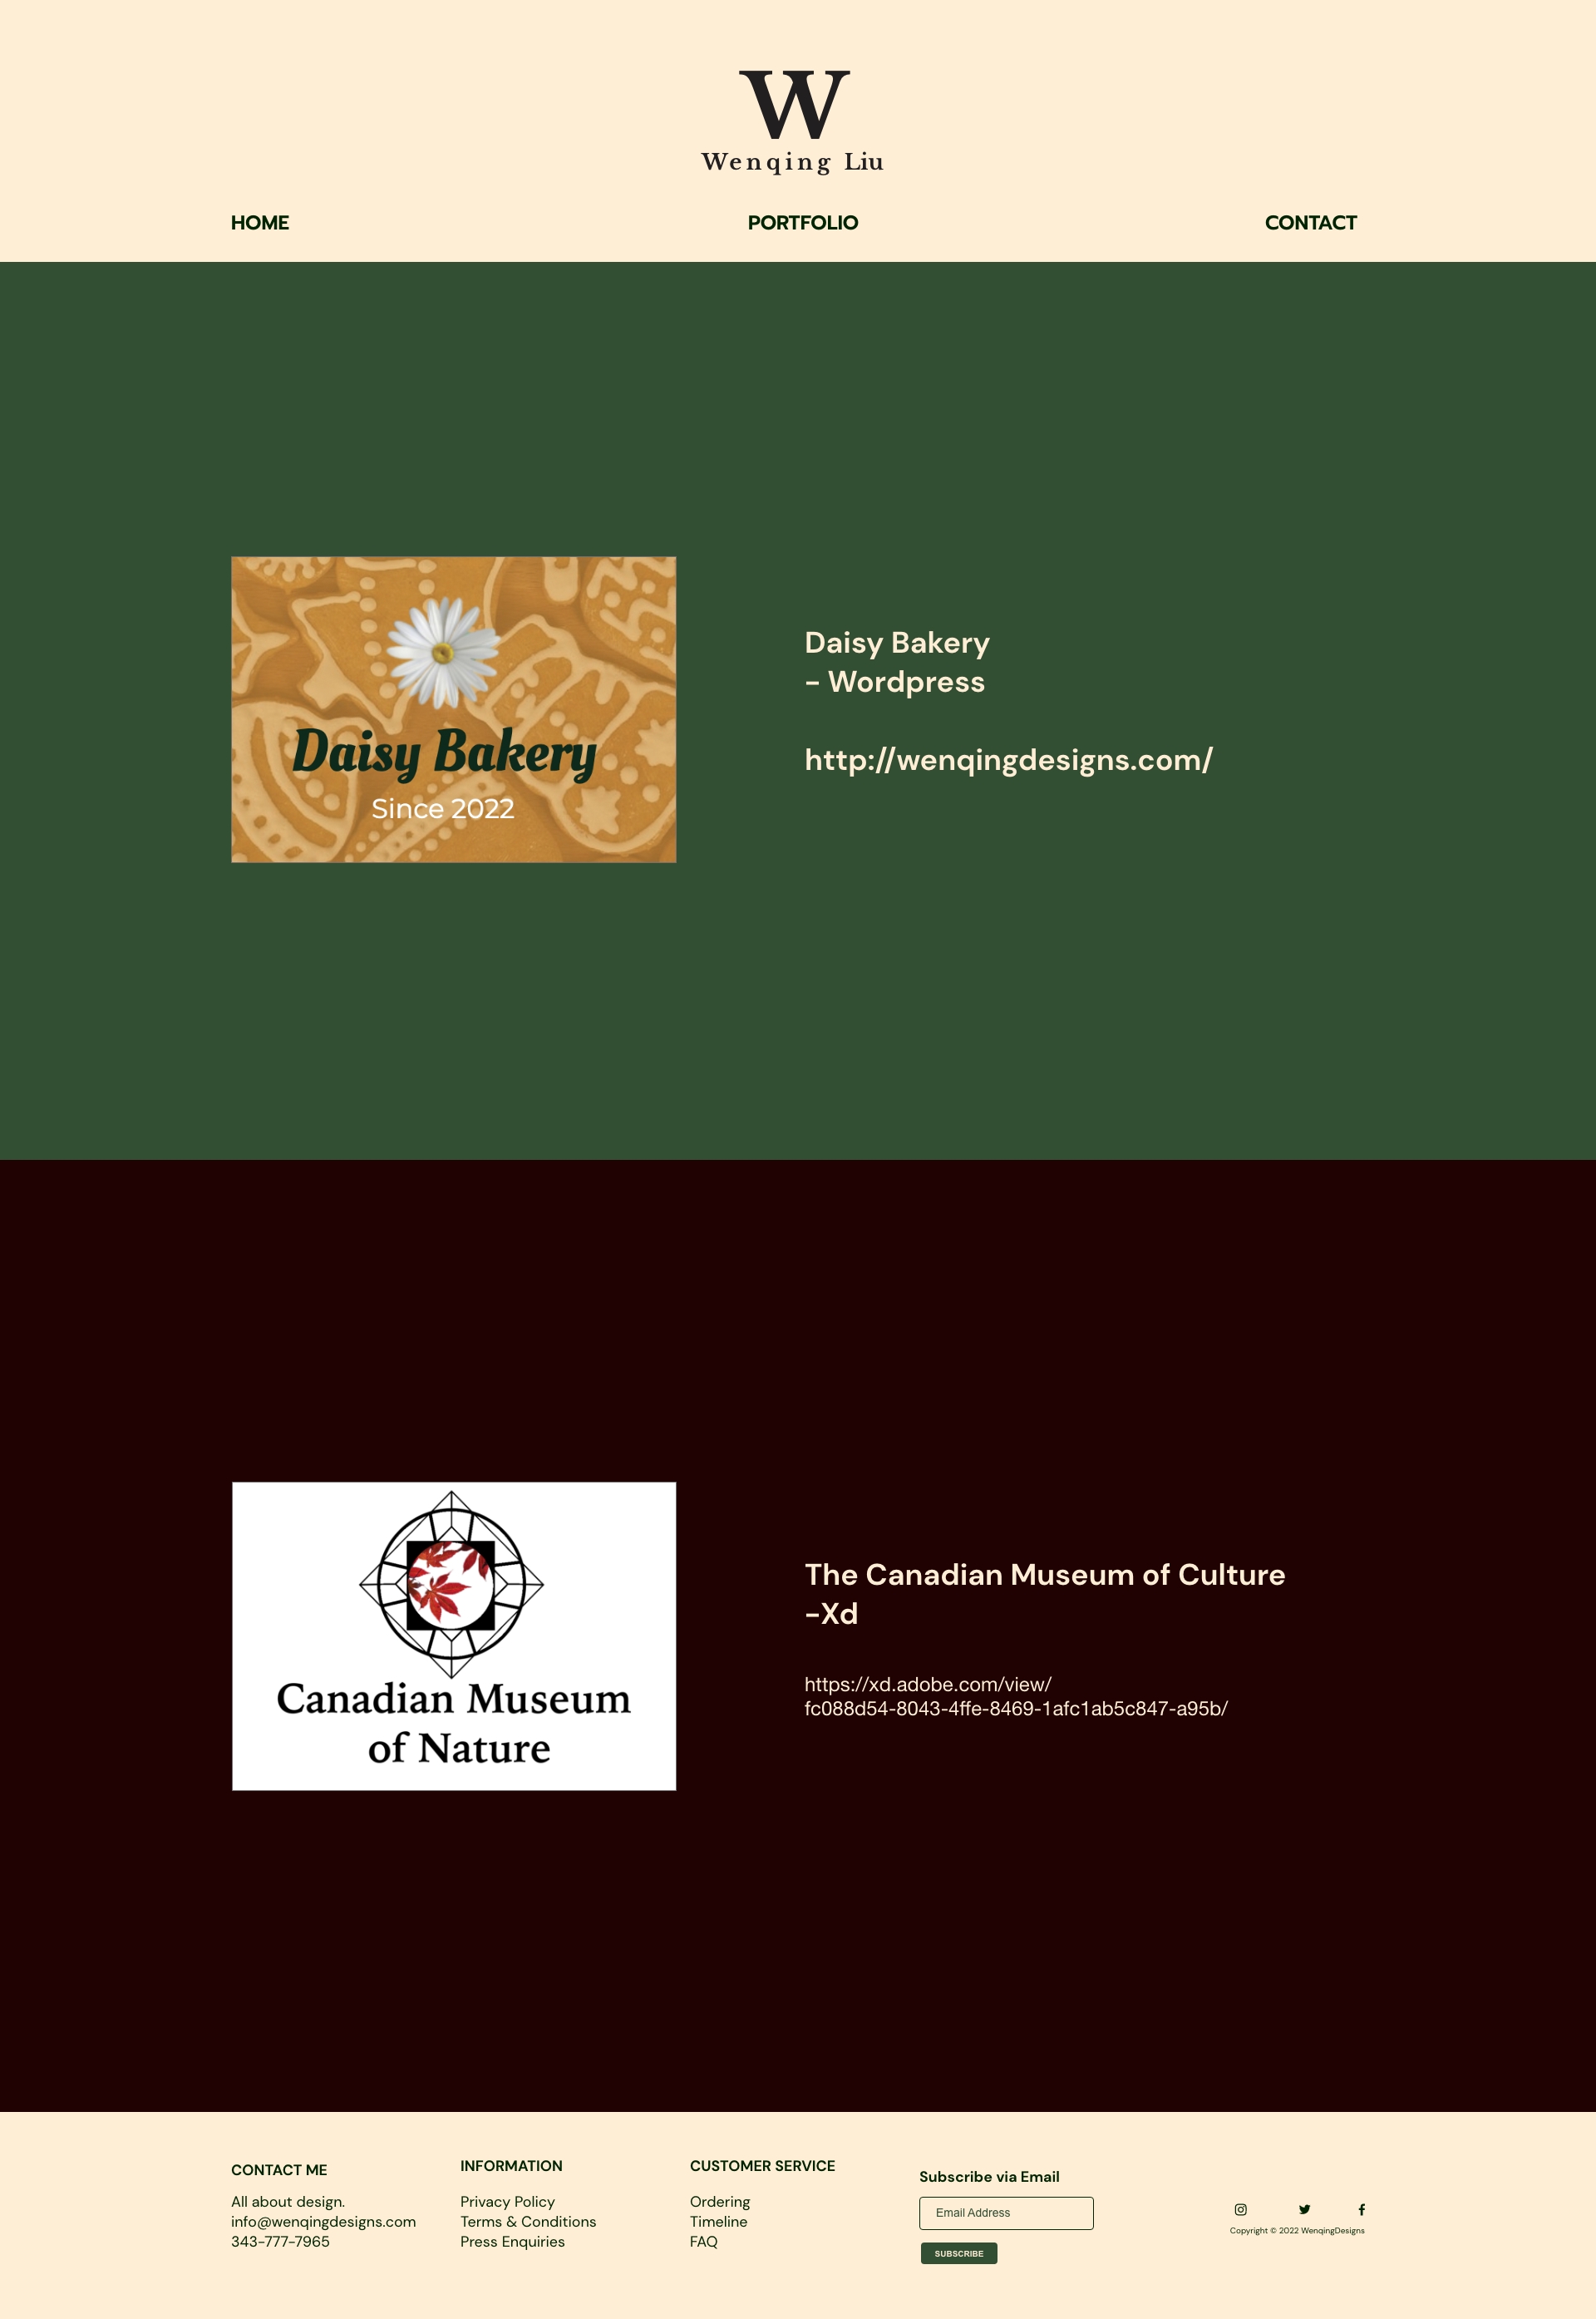 W
Wenqing Liu
HOME
PORTFOLIO
CONTACT
Daisy Bakery
Since 2022
Daisy Bakery
- Wordpress
http://wenqingdesigns.com/
Canadian Museum
of Nature
The Canadian Museum of Culture
-Xd
https://xd.adobe.com/view/
fc088d54-8043-4ffe-8469-1afc1ab5c847-a95b/
CONTACT ME
All about design.
info@wenqingdesigns.com
343-777-7965
INFORMATION
Privacy Policy
Terms & Conditions
Press Enquiries
CUSTOMER SERVICE
Ordering
Timeline
FAQ
Subscribe via Email
Email Address
SUBSCRIBE
Copyright © 2022 WenqingDesigns